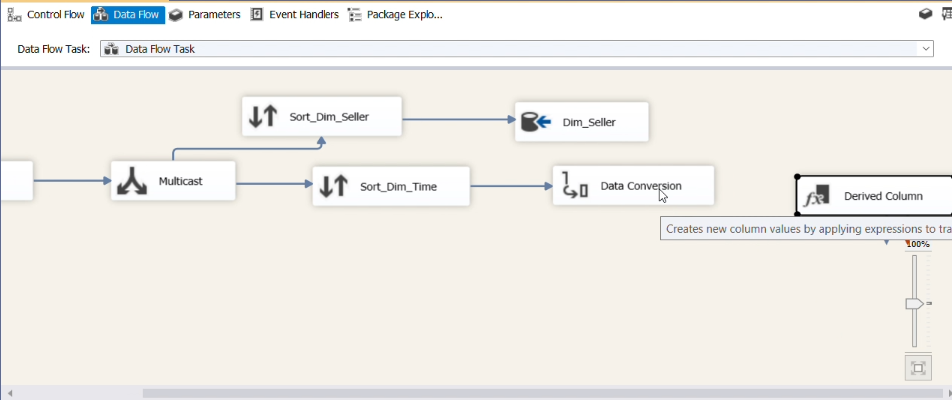 Control Flow Data Flow Parameters Event Handlers Package Explo...
Data Flow Task: Data Flow Task
Sort_Dim_Seller
Dim_Seller
Multicast
Sort_Dim_Time
Data Conversion
fx Derived Column
Creates new column values by applying expressions to tra
100%